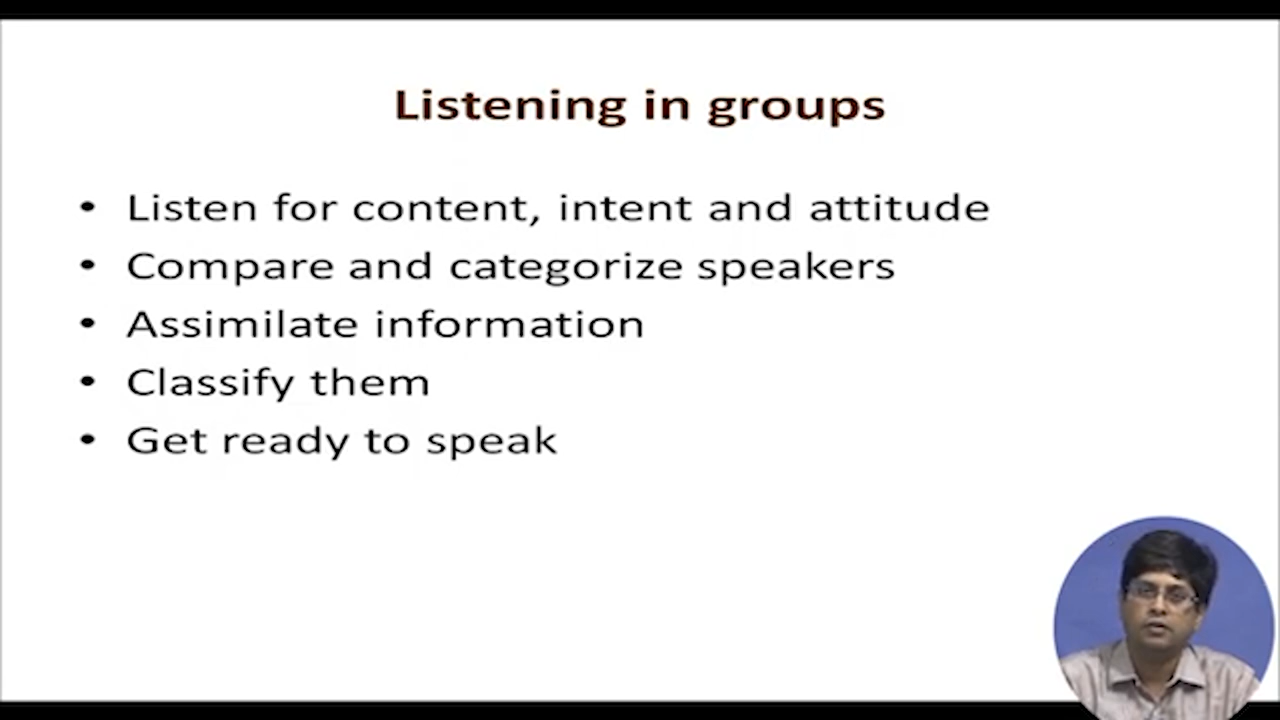 Listening in groups
• Listen for content, intent and attitude
• Compare and categorize speakers
• Assimilate information
• Classify them
• Get ready to speak